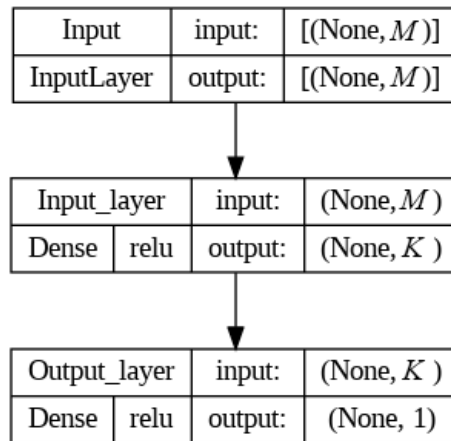 Input input: [(None, M)]
InputLayer output: [(None, M)]
Input_layer input: (None, M )
Dense relu output: (None, K )
Output_layer input: (None, K )
Dense relu output: (None, 1)